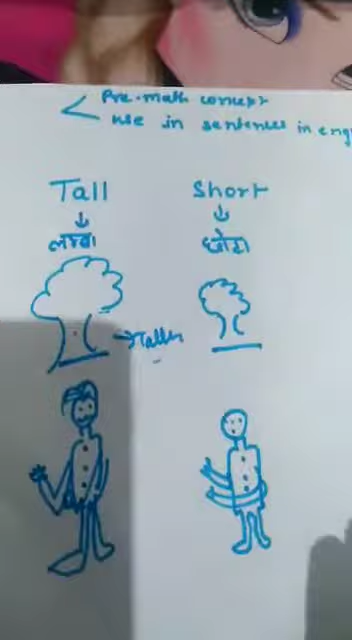 Pre-math concept
use in sentences in eng
Tall
Short
लम्बा
छोटा
Taller